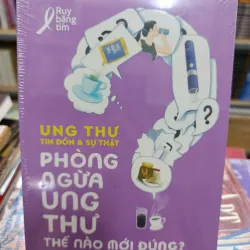 Ruy
băng
tím
UNG THƯ
TIN ĐỒN & SỰ THẬT
PHÒNG
NGỪA
UNG
THƯ
THẾ NÀO MỚI ĐÚNG?